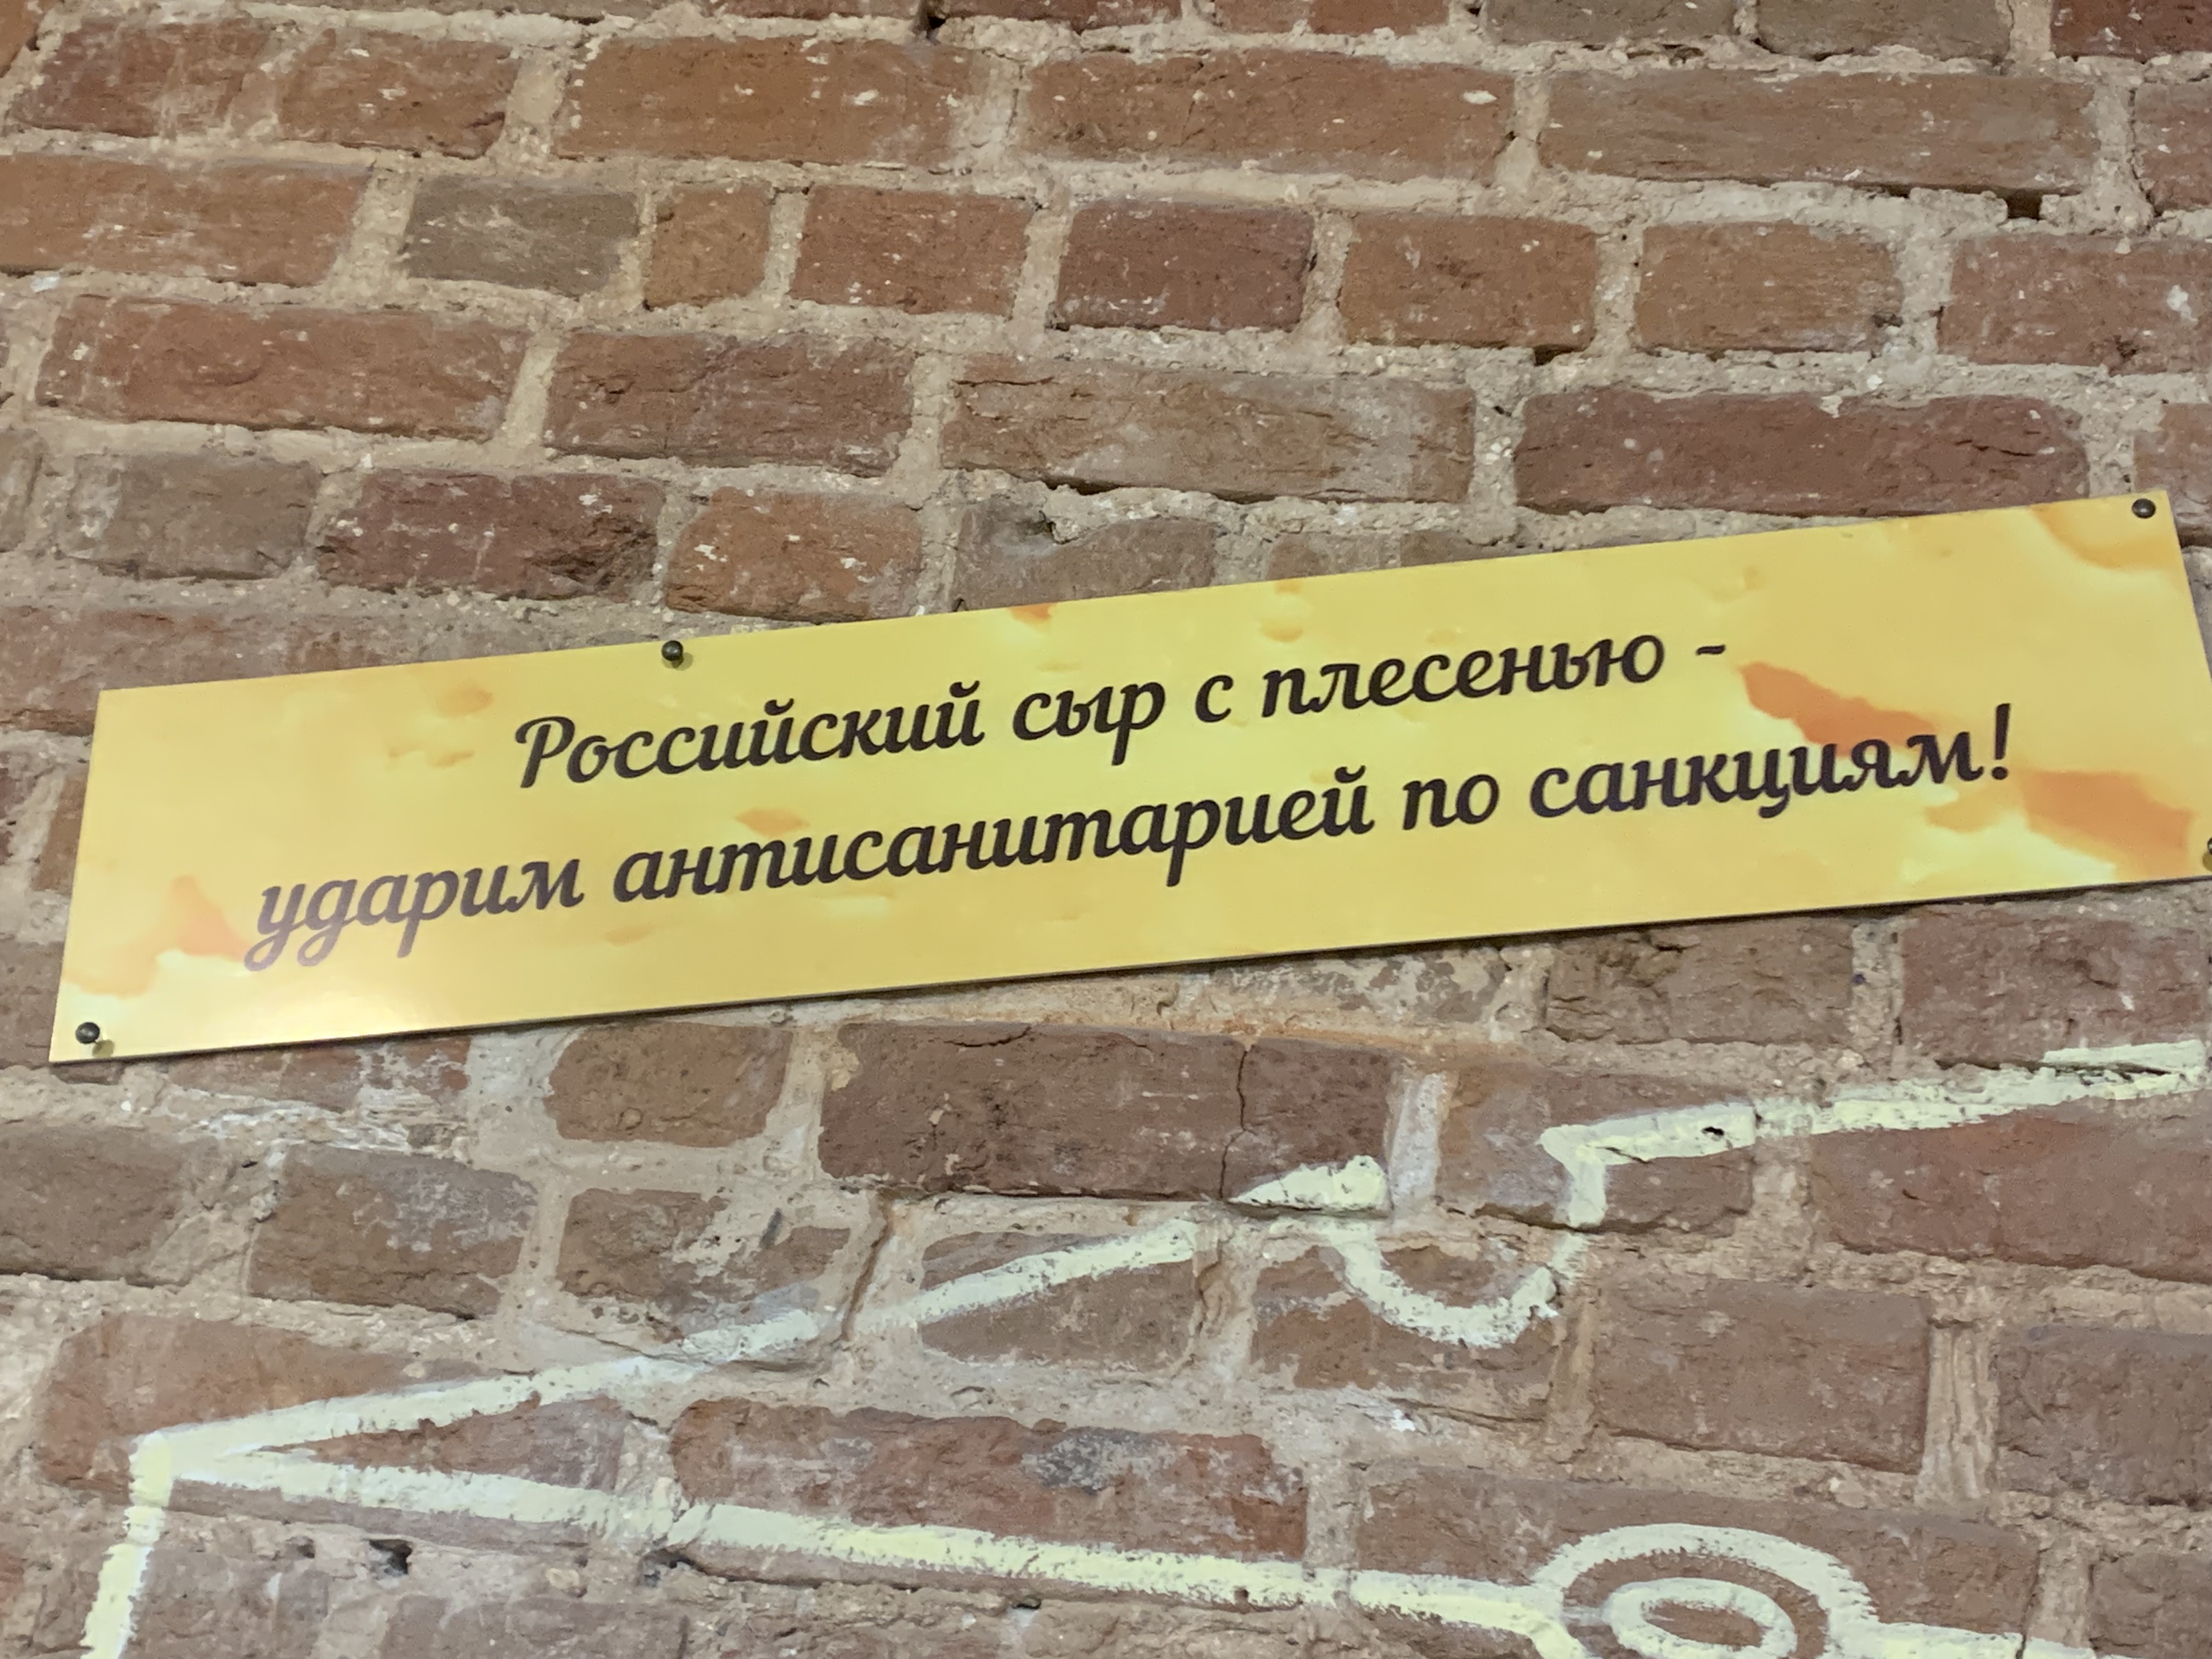 Российский сыр с плесенью -
ударим антисанитарией по санкциям!